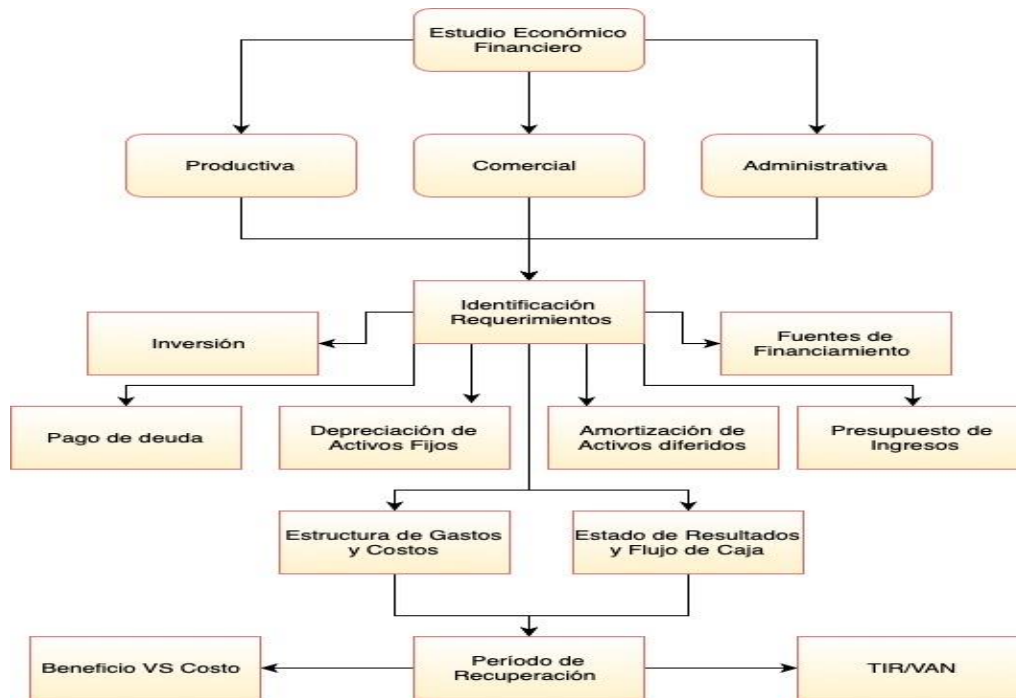 Estudio Económico
Financiero
Productiva
Comercial
Administrativa
Identificación
Requerimientos
Inversión
Fuentes de
Financiamiento
Pago de deuda
Depreciación de
Activos Fijos
Amortización de
Activos diferidos
Presupuesto de
Ingresos
Estructura de Gastos
y Costos
Estado de Resultados
y Flujo de Caja
Beneficio VS Costo
Período de
Recuperación
TIR/VAN